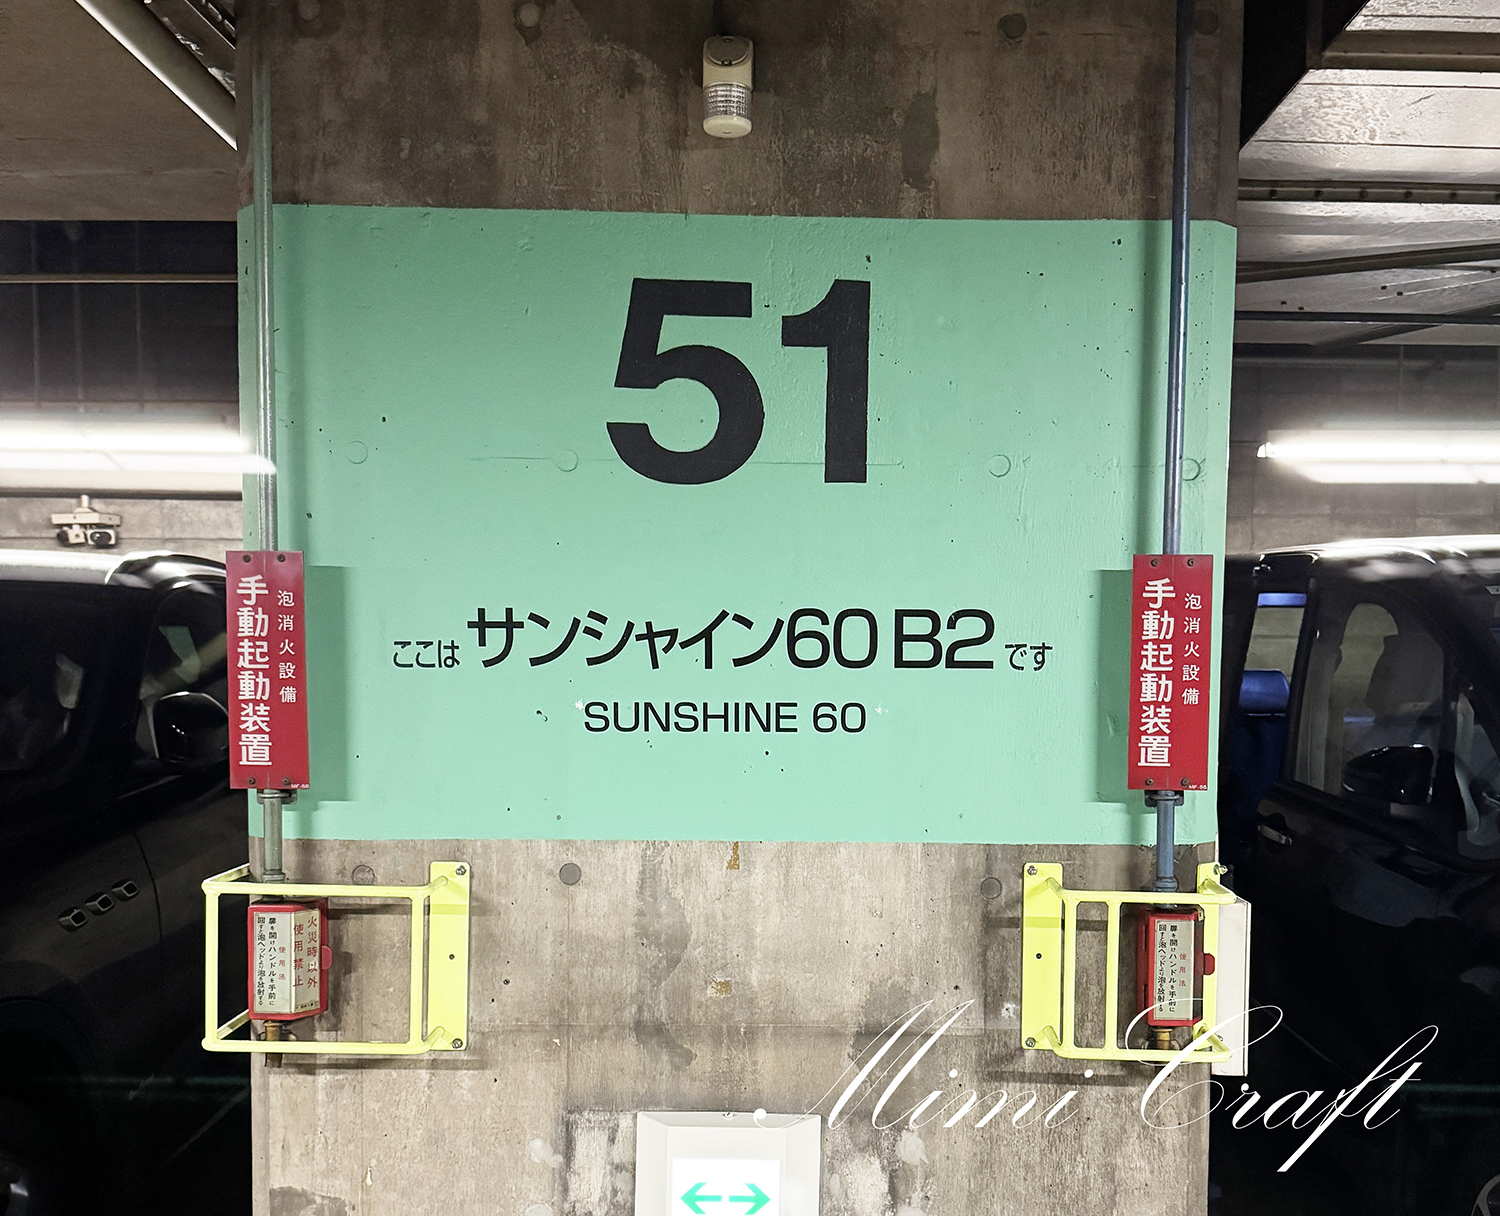 51
ここは サンシャイン60 B2 です
SUNSHINE 60
泡消火設備
手動起動装置
MF-56
泡消火設備
手動起動装置
MF-56
火災時以外
使用禁止
使用法
扉を開けハンドルを手前に
回すと泡ヘッドより泡を放射する
使用法
扉を開けハンドルを手前に
回すと泡ヘッドより泡を放射する
Mimi Craft